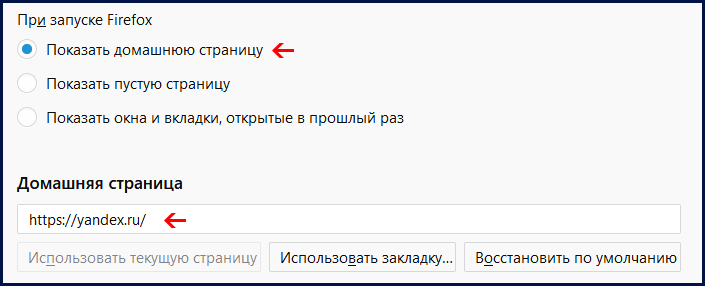 При запуске Firefox
Показать домашнюю страницу
Показать пустую страницу
Показать окна и вкладки, открытые в прошлый раз
Домашняя страница
https://yandex.ru/
Использовать текущую страницу Использовать закладку... Восстановить по умолчанию